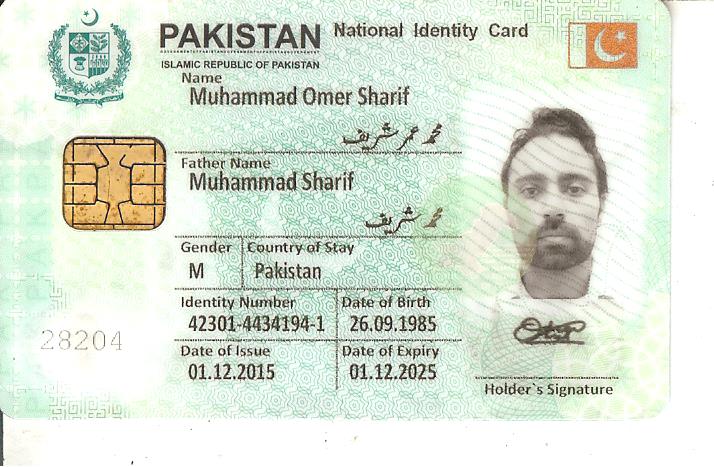 PAKISTAN National Identity Card
ISLAMIC REPUBLIC OF PAKISTAN
Name
Muhammad Omer Sharif
محمد عمر شریف
Father Name
Muhammad Sharif
محمد شریف
Gender Country of Stay
M Pakistan
Identity Number Date of Birth
42301-4434194-1 26.09.1985
28204
Date of Issue Date of Expiry
01.12.2015 01.12.2025
Holder`s Signature